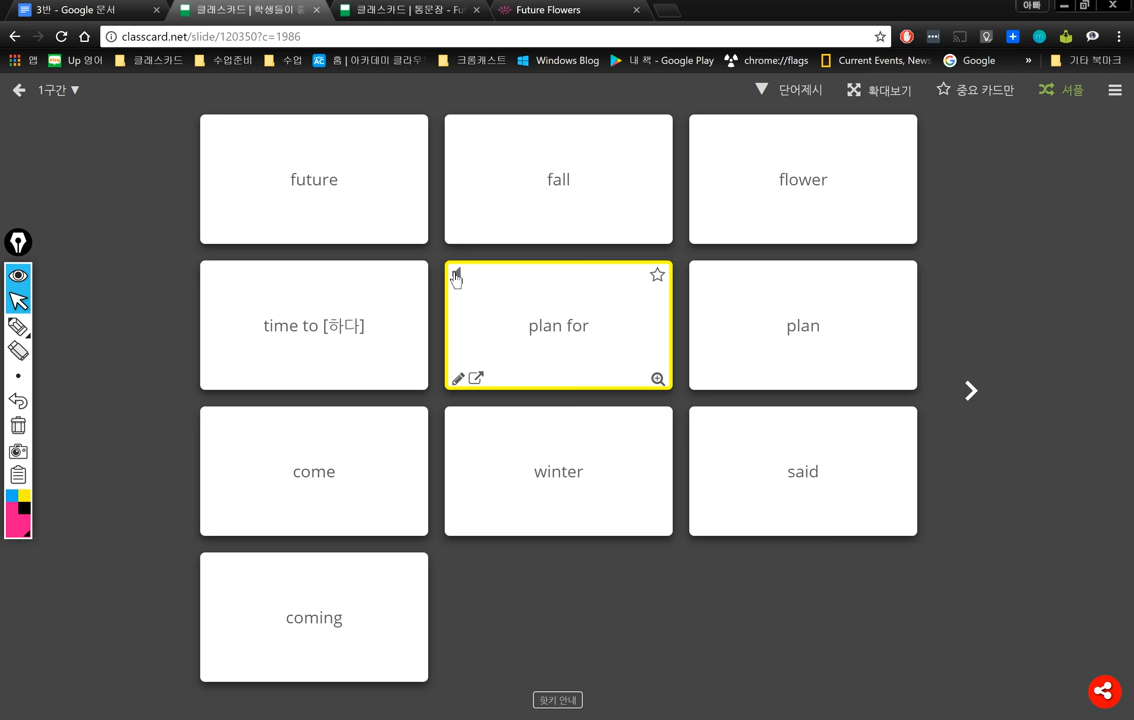 3반 - Google 문서
클래스카드 | 학생들이
클래스카드 | 통문장 - Fu
Future Flowers
아빠
classcard.net/slide/120350?c=1986
앱
Up 영어
클래스카드
수업준비
수업
홈 | 아카데미 클라우
크롬캐스트
Windows Blog
내 책 - Google Play
chrome://flags
Current Events, News
Google
»
기타 북마크
1구간 ▼
▼ 단어제시
확대보기
중요 카드만
셔플
future
fall
flower
time to [하다]
plan for
plan
come
winter
said
coming
핫키 안내